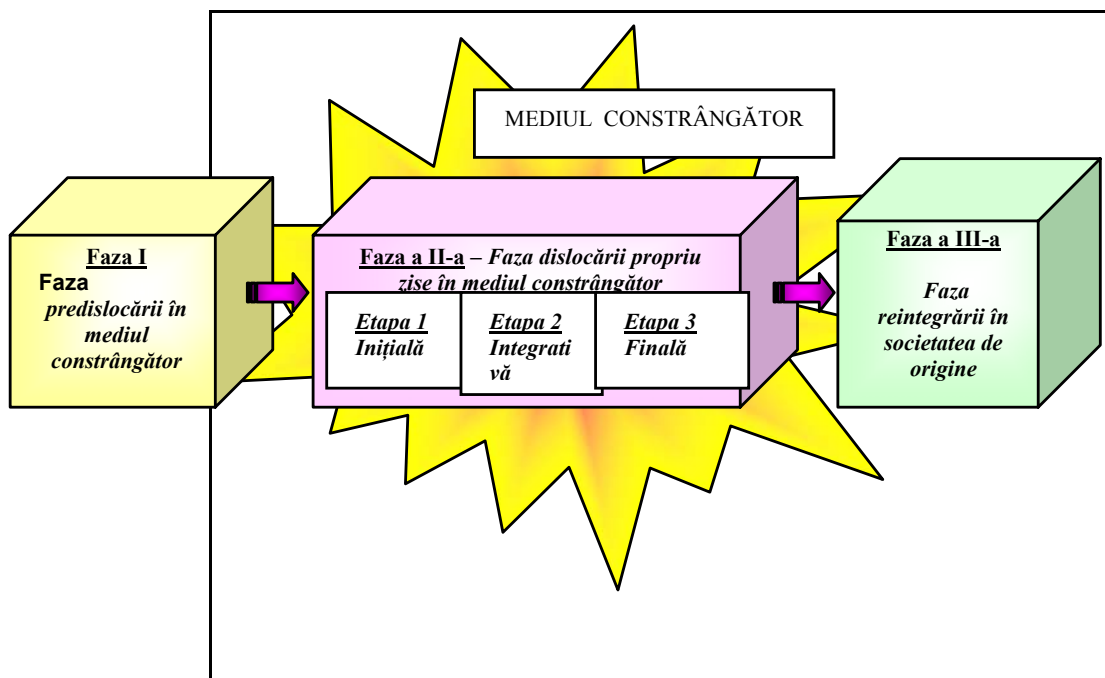 MEDIUL CONSTRÂNGĂTOR
Faza I
Faza
predislocării în
mediul
constrângător
Faza a II-a – Faza dislocării propriu
zise în mediul constrângător
Etapa 1
Inițială
Etapa 2
Integrati
vă
Etapa 3
Finală
Faza a III-a
Faza
reintegrării în
societatea de
origine